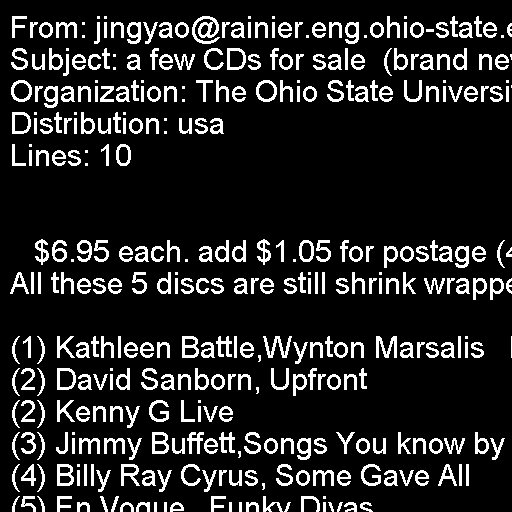 From: jingyao@rainier.eng.ohio-state.e
Subject: a few CDs for sale  (brand ne
Organization: The Ohio State Universi
Distribution: usa
Lines: 10
$6.95 each. add $1.05 for postage (4
All these 5 discs are still shrink wrappe
(1) Kathleen Battle,Wynton Marsalis
(2) David Sanborn, Upfront
(2) Kenny G Live
(3) Jimmy Buffett,Songs You know by
(4) Billy Ray Cyrus, Some Gave All
(5) En Vogue   Funky Divas